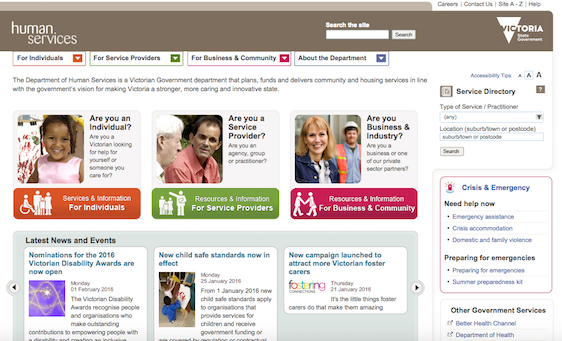 Careers | Contact Us | Site A - Z | Help
human.
services
Search the site
Search
VICTORIA
State
Government
For Individuals
For Service Providers
For Business & Community
About the Department
The Department of Human Services is a Victorian Government department that plans, funds and delivers community and housing services in line
with the government's vision for making Victoria a stronger, more caring and innovative state.
Are you an
Individual?
Are you a
Victorian looking
for help for
yourself or
someone you
care for?
Services & Information
For Individuals
Are you a
Service
Provider?
Are you an
agency, group
or practitioner?
Resources & Information
For Service Providers
Are you
Business &
Industry?
Are you a
business or one
of our private
sector partners?
Resources & Information
For Business & Community
Latest News and Events
Nominations for the 2016
Victorian Disability Awards are
now open
Monday
01 February 2016
The Victorian Disability
Awards recognise people
and organisations who
make outstanding
contributions to empowering people with
a disability and creating an inclusive
New child safe standards now in
effect
Monday
25 January 2016
From 1 January 2016 new
child safe standards apply
to organisations that
provide services for
children and receive
government funding or
are covered by regulation or contractual
New campaign launched to
attract more Victorian foster
carers
fostering
CONNECTIONS
Thursday
21 January 2016
It's the little things foster
carers do that make them amazing
Accessibility Tips A A A
Service Directory
?
Type of Service / Practitioner
(any)
Location (suburb/town or postcode)
suburb/town or postcode
Search
Crisis & Emergency
Need help now
Emergency assistance
Crisis accommodation
Domestic and family violence
Preparing for emergencies
Preparing for emergencies
Summer preparedness kit
Other Government Services
Better Health Channel
Department of Health